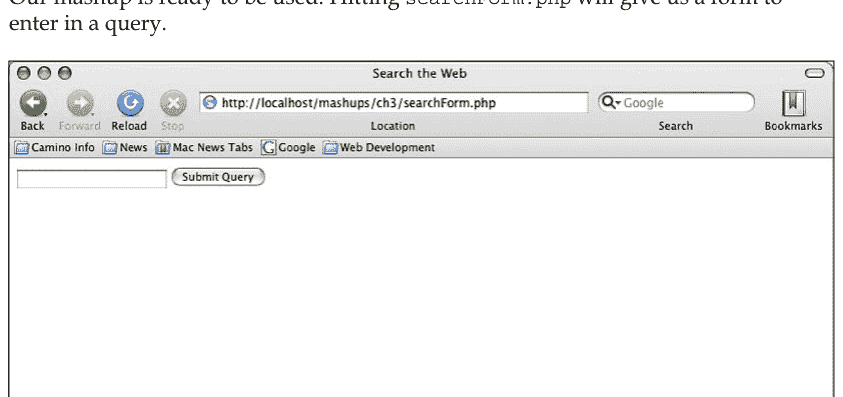 Our mashup is ready to be used. Hitting searchForm.php will give us a form to
enter in a query.
Search the Web
http://localhost/mashups/ch3/searchForm.php
Google
Back Forward Reload Stop Location Search Bookmarks
Camino Info News Mac News Tabs Google Web Development
Submit Query